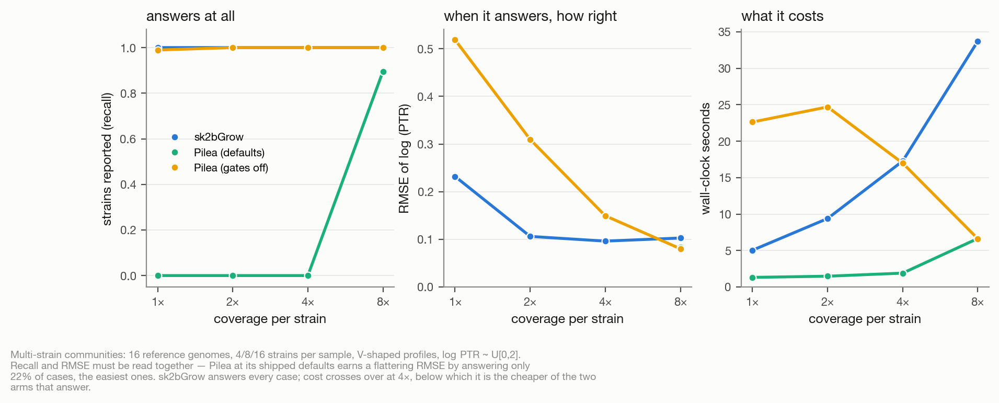 answers at all
when it answers, how right
what it costs
strains reported (recall)
1.0
0.8
0.6
0.4
0.2
0.0
sk2bGrow
Pilea (defaults)
Pilea (gates off)
1×
2×
4×
8×
coverage per strain
RMSE of log (PTR)
0.5
0.4
0.3
0.2
0.1
0.0
1×
2×
4×
8×
coverage per strain
wall-clock seconds
35
30
25
20
15
10
5
0
1×
2×
4×
8×
coverage per strain
Multi-strain communities: 16 reference genomes, 4/8/16 strains per sample, V-shaped profiles, log PTR ~ U[0,2].
Recall and RMSE must be read together — Pilea at its shipped defaults earns a flattering RMSE by answering only
22% of cases, the easiest ones. sk2bGrow answers every case; cost crosses over at 4×, below which it is the cheaper of the two
arms that answer.